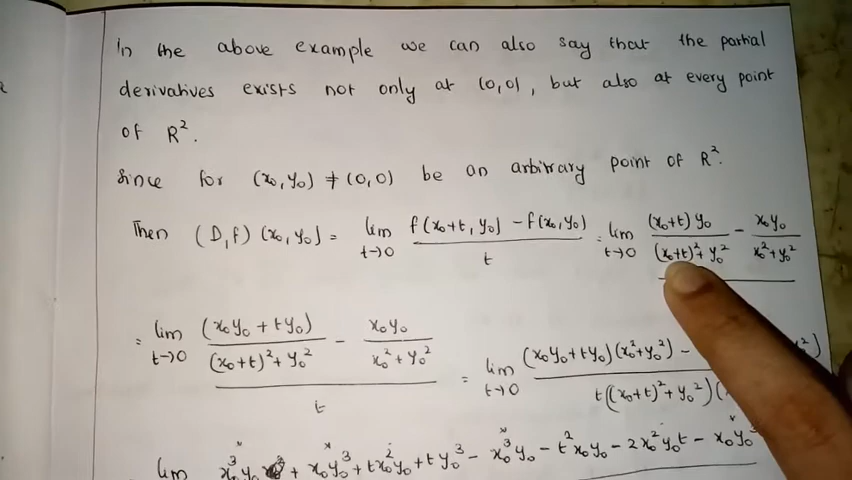 In the above example we can also say that the partial
derivatives exists not only at (0,0), but also at every point
of R².
Since for (x₀,y₀) ≠ (0,0) be an arbitrary point of R².
Then (D₁f)(x₀,y₀) = lim t→0 f(x₀+t, y₀) - f(x₀,y₀) / t = lim t→0 (x₀+t)y₀ / (x₀+t)²+y₀² - x₀y₀ / x₀²+y₀²
= lim t→0 (x₀y₀+ty₀) / (x₀+t)²+y₀² - x₀y₀ / x₀²+y₀² / t = lim t→0 (x₀y₀+ty₀)(x₀²+y₀²) - / t((x₀+t)²+y₀²)(
lim x₀³y₀ + x₀y₀³ + tx₀²y₀ + ty₀³ - x₀³y₀ - t²x₀y₀ - 2x₀²y₀t - x₀y₀³